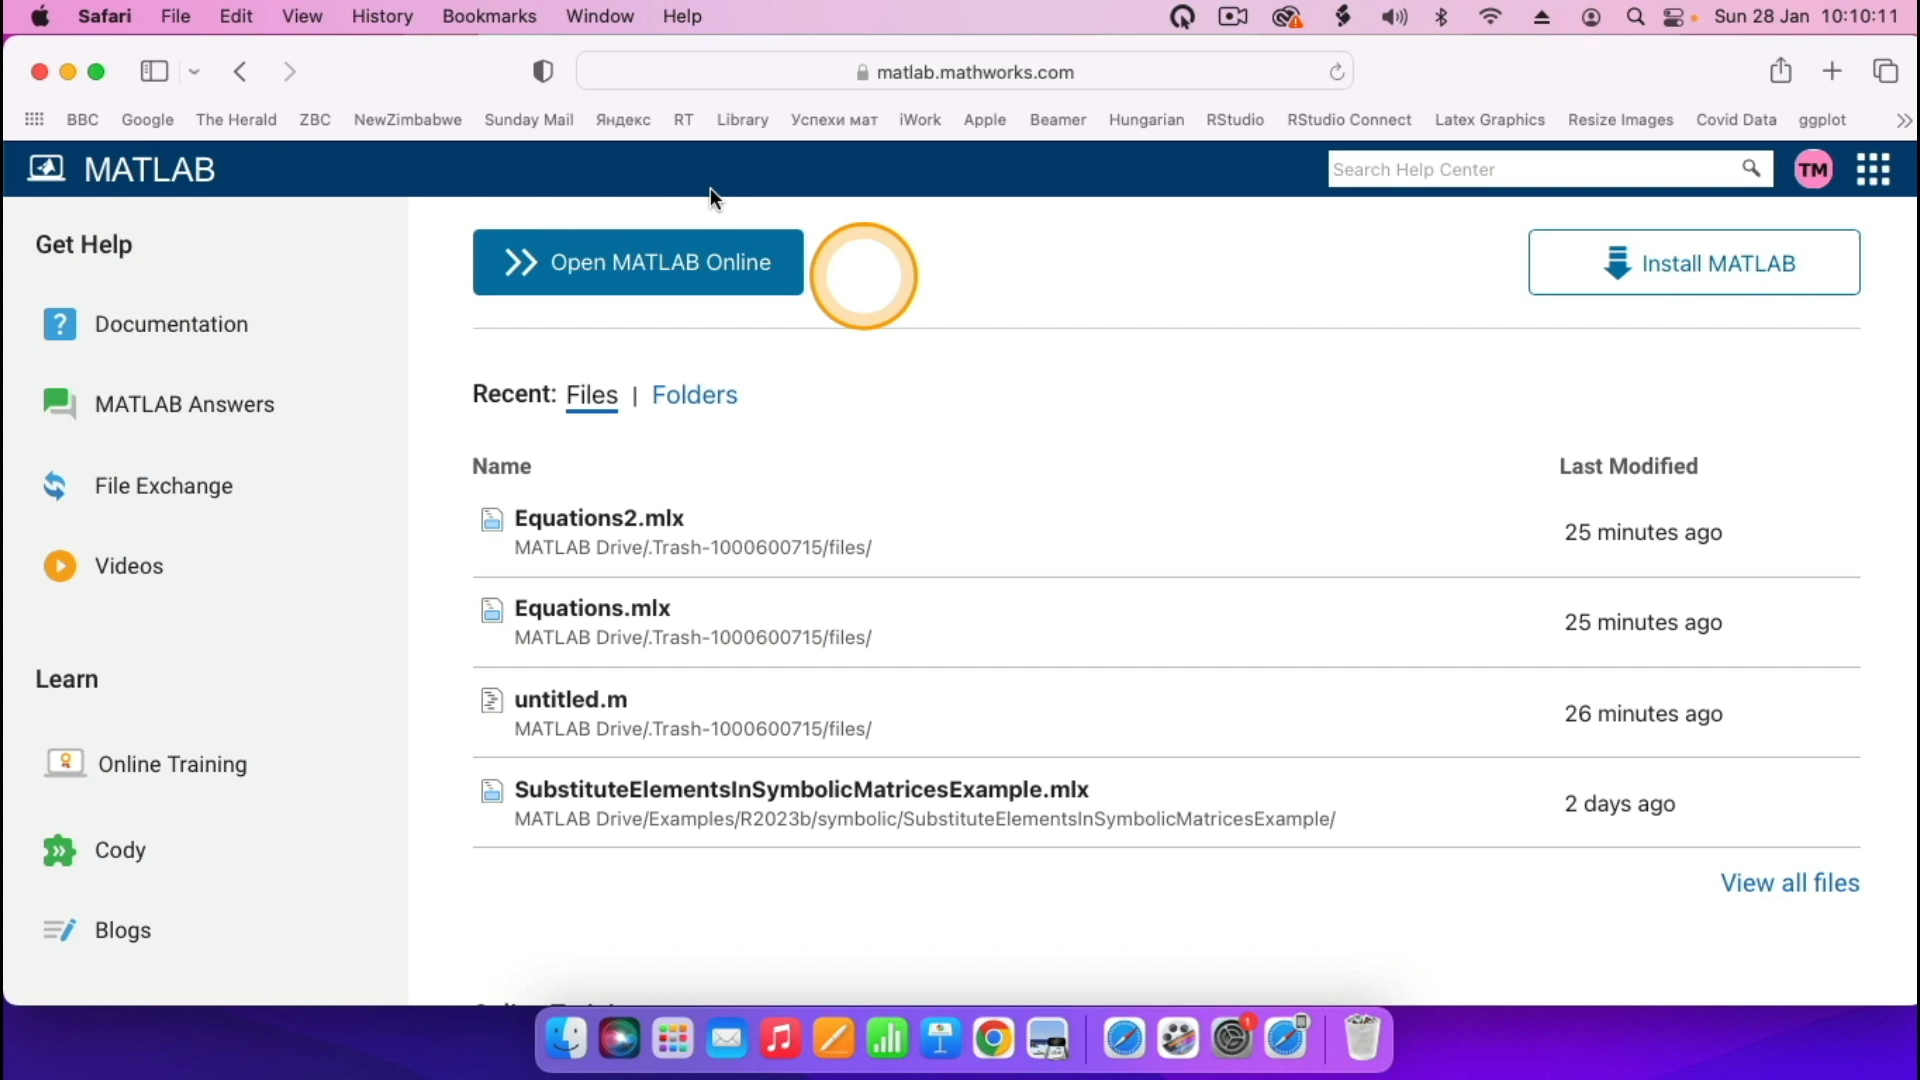 Safari File Edit View History Bookmarks Window Help Sun 28 Jan 10:10:11
matlab.mathworks.com
BBC Google The Herald ZBC NewZimbabwe Sunday Mail Яндекс RT Library Успехи мат iWork Apple Beamer Hungarian RStudio RStudio Connect Latex Graphics Resize Images Covid Data ggplot
MATLAB Search Help Center TM
Get Help
Open MATLAB Online
Install MATLAB
Documentation
MATLAB Answers
File Exchange
Videos
Learn
Online Training
Cody
Blogs
Recent: Files | Folders
Name Last Modified
Equations2.mlx
MATLAB Drive/.Trash-1000600715/files/
25 minutes ago
Equations.mlx
MATLAB Drive/.Trash-1000600715/files/
25 minutes ago
untitled.m
MATLAB Drive/.Trash-1000600715/files/
26 minutes ago
SubstituteElementsInSymbolicMatricesExample.mlx
MATLAB Drive/Examples/R2023b/symbolic/SubstituteElementsInSymbolicMatricesExample/
2 days ago
View all files
1